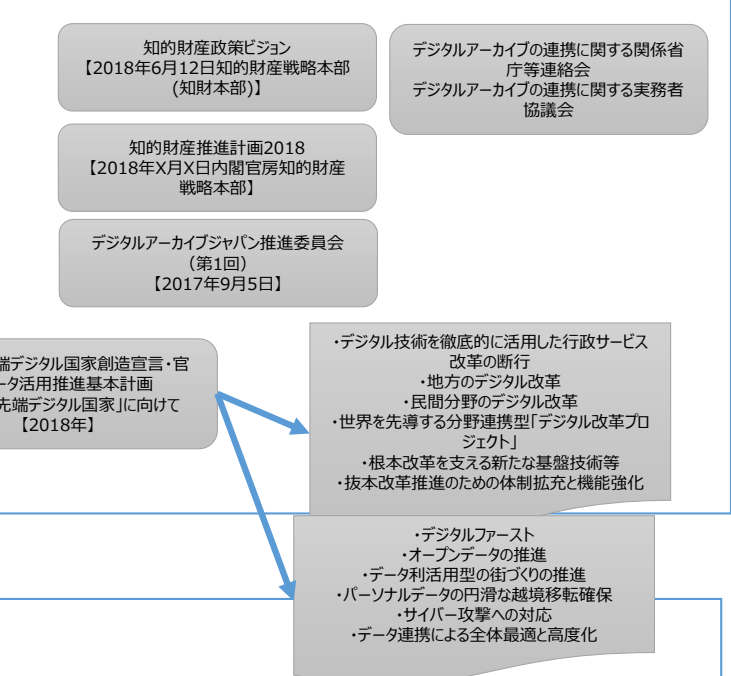 知的財産政策ビジョン
【2018年6月12日知的財産戦略本部
(知財本部)】
デジタルアーカイブの連携に関する関係省
庁等連絡会
デジタルアーカイブの連携に関する実務者
協議会
知的財産推進計画2018
【2018年X月X日内閣官房知的財産
戦略本部】
デジタルアーカイブジャパン推進委員会
（第1回）
【2017年9月5日】
端デジタル国家創造宣言・官
ータ活用推進基本計画
先端デジタル国家」に向けて
【2018年】
・デジタル技術を徹底的に活用した行政サービス
改革の断行
・地方のデジタル改革
・民間分野のデジタル改革
・世界を先導する分野連携型「デジタル改革プロ
ジェクト」
・根本改革を支える新たな基盤技術等
・抜本改革推進のための体制拡充と機能強化
・デジタルファースト
・オープンデータの推進
・データ利活用型の街づくりの推進
・パーソナルデータの円滑な越境移転確保
・サイバー攻撃への対応
・データ連携による全体最適と高度化